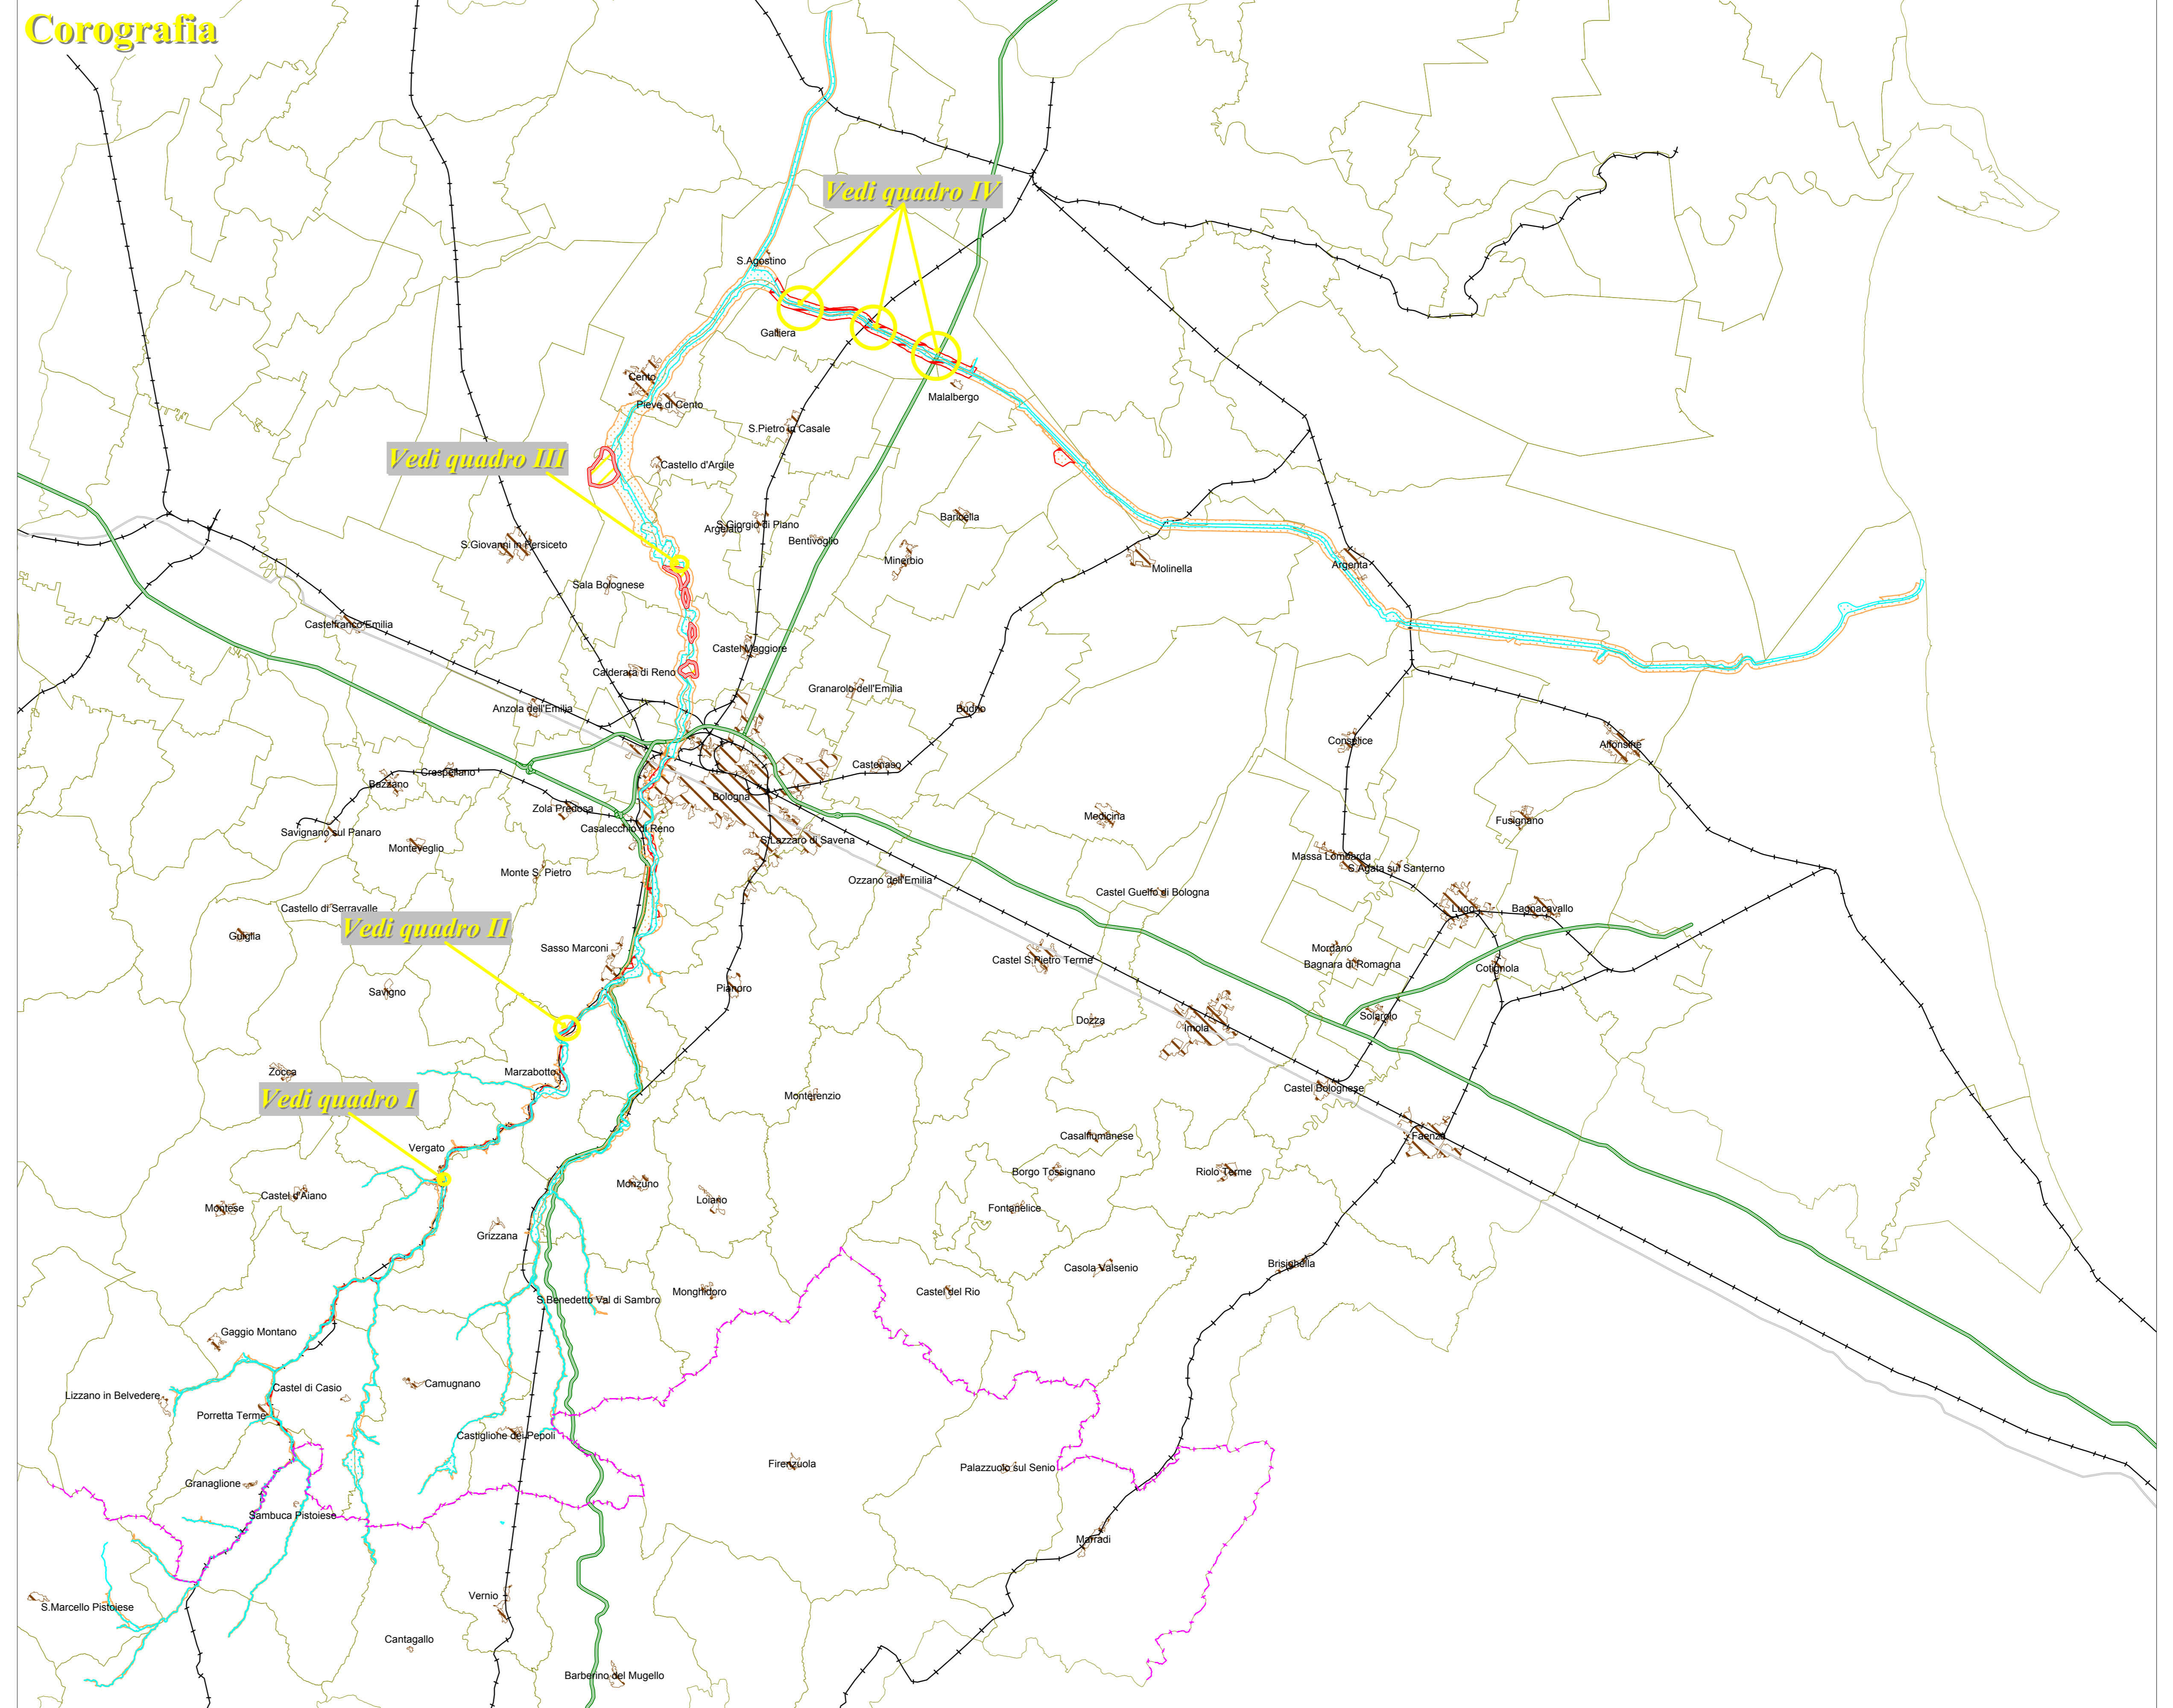 Corografia
Vedi quadro IV
S.Agostino
Galliera
Cento
Pieve di Cento
Malalbergo
S.Pietro in Casale
Vedi quadro III
Castello d'Argile
Baricella
S.Giorgio di Piano
Argelato
Bentivoglio
S.Giovanni in Persiceto
Minerbio
Molinella
Argenta
Sala Bolognese
Castelfranco Emilia
Castel Maggiore
Calderara di Reno
Granarolo dell'Emilia
Anzola dell'Emilia
Budrio
Conselice
Alfonsine
Crespellano
Castenaso
Bazzano
Bologna
Zola Predosa
Medicina
Fusignano
Savignano sul Panaro
Casalecchio di Reno
S.Lazzaro di Savena
Monteveglio
Massa Lombarda
S.Agata sul Santerno
Monte S. Pietro
Ozzano dell'Emilia
Castel Guelfo di Bologna
Castello di Serravalle
Lugo
Bagnacavallo
Vedi quadro II
Guiglia
Sasso Marconi
Mordano
Castel S.Pietro Terme
Bagnara di Romagna
Cotignola
Savigno
Pianoro
Solarolo
Dozza
Imola
Zocca
Marzabotto
Castel Bolognese
Vedi quadro I
Monterenzio
Casalfiumanese
Faenza
Vergato
Borgo Tossignano
Riolo Terme
Monzuno
Castel d'Aiano
Loiano
Montese
Fontanelice
Grizzana
Brisighella
Casola Valsenio
Monghidoro
Castel del Rio
S.Benedetto Val di Sambro
Gaggio Montano
Camugnano
Castel di Casio
Lizzano in Belvedere
Porretta Terme
Castiglione dei Pepoli
Firenzuola
Palazzuolo sul Senio
Granaglione
Sambuca Pistoiese
Marradi
Vernio
S.Marcello Pistoiese
Cantagallo
Barberino del Mugello